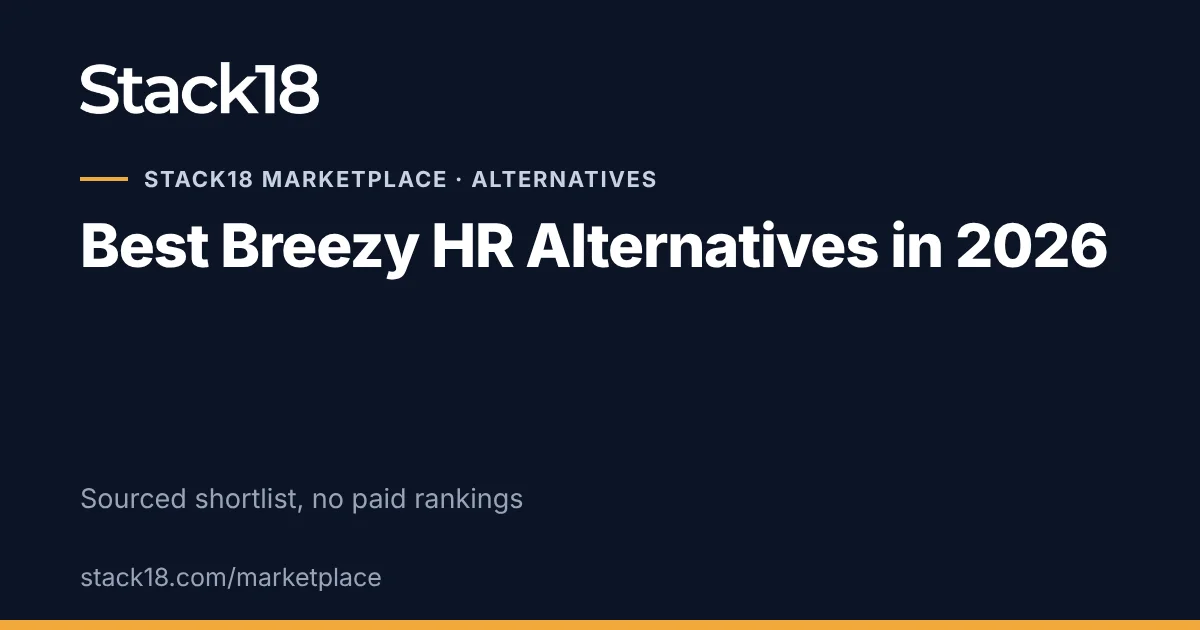 Stack18
STACK18 MARKETPLACE · ALTERNATIVES
Best Breezy HR Alternatives in 2026
Sourced shortlist, no paid rankings
stack18.com/marketplace